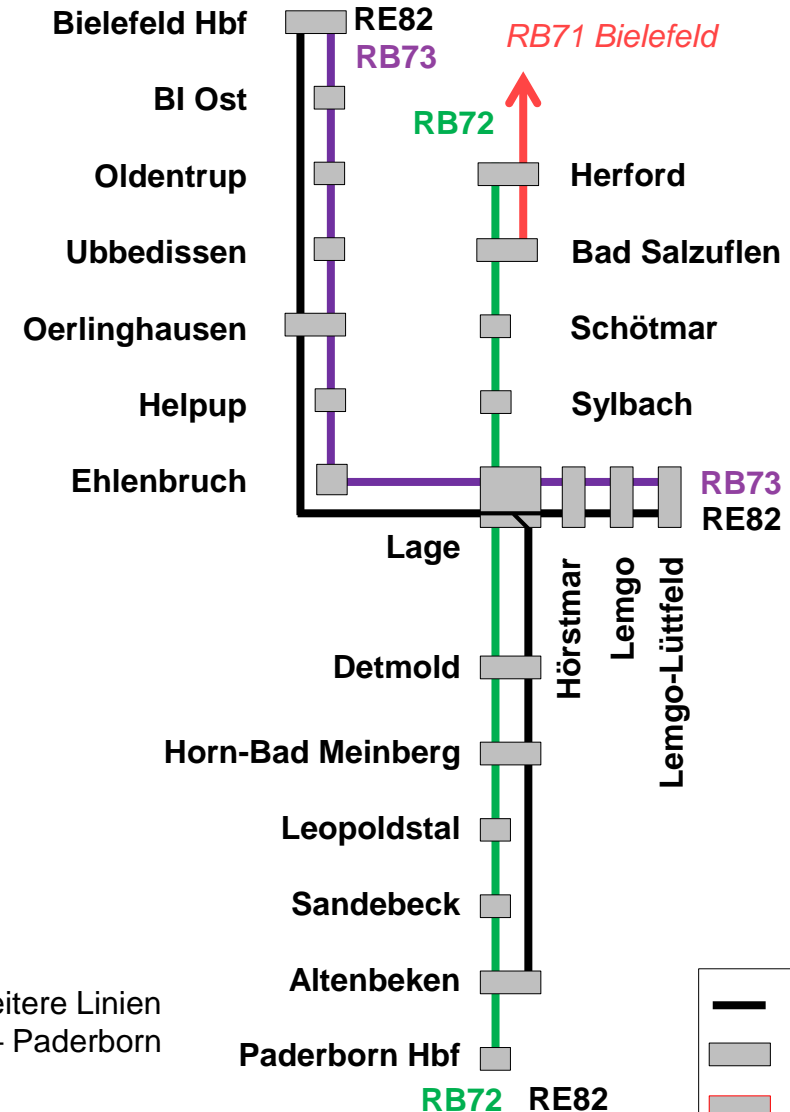 Bielefeld Hbf
RE82
RB73
RB71 Bielefeld
BI Ost
RB72
Oldentrup
Herford
Ubbedissen
Bad Salzuflen
Oerlinghausen
Schötmar
Helpup
Sylbach
Ehlenbruch
RB73
RE82
Lage
Hörstmar
Lemgo
Lemgo-Lüttfeld
Detmold
Horn-Bad Meinberg
Leopoldstal
Sandebeck
Altenbeken
eitere Linien
- Paderborn
Paderborn Hbf
RB72 RE82